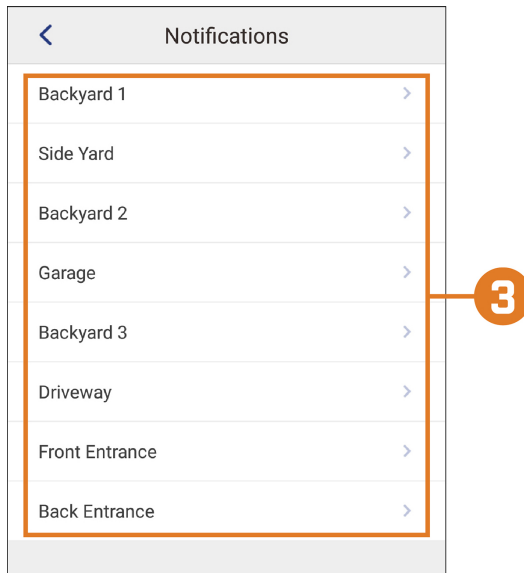 Notifications
Backyard 1
Side Yard
Backyard 2
Garage
Backyard 3
3
Driveway
Front Entrance
Back Entrance